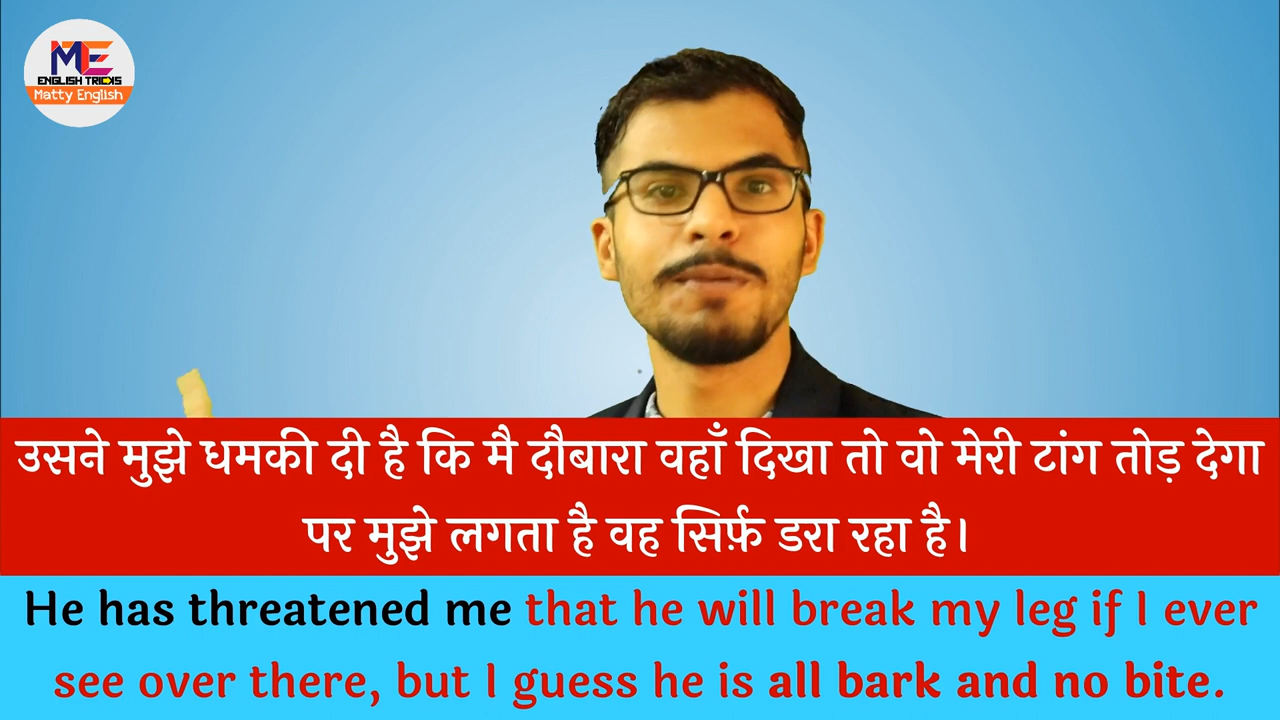 ME
ENGLISH TRICKS
Matty English
उसने मुझे धमकी दी है कि मै दौबारा वहाँ दिखा तो वो मेरी टांग तोड़ देगा
पर मुझे लगता है वह सिर्फ़ डरा रहा है।
He has threatened me that he will break my leg if I ever
see over there, but I guess he is all bark and no bite.